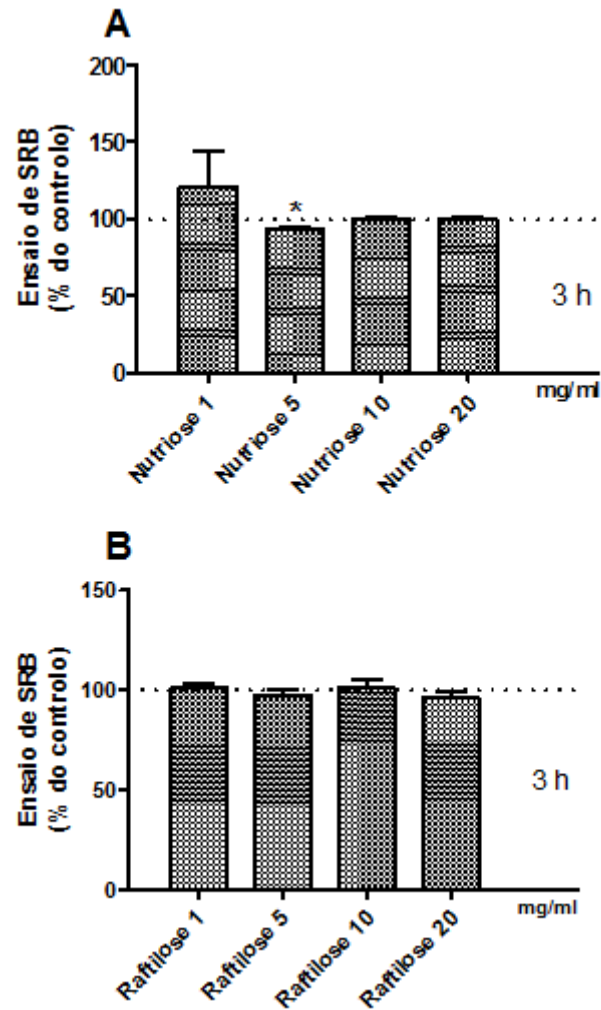 A
Ensaio de SRB
(% do controlo)
200
150
100
50
0
*
3 h
mg/ml
Nutriose 1
Nutriose 5
Nutriose 10
Nutriose 20
B
Ensaio de SRB
(% do controlo)
150
100
50
0
3 h
mg/ml
Raftilose 1
Raftilose 5
Raftilose 10
Raftilose 20